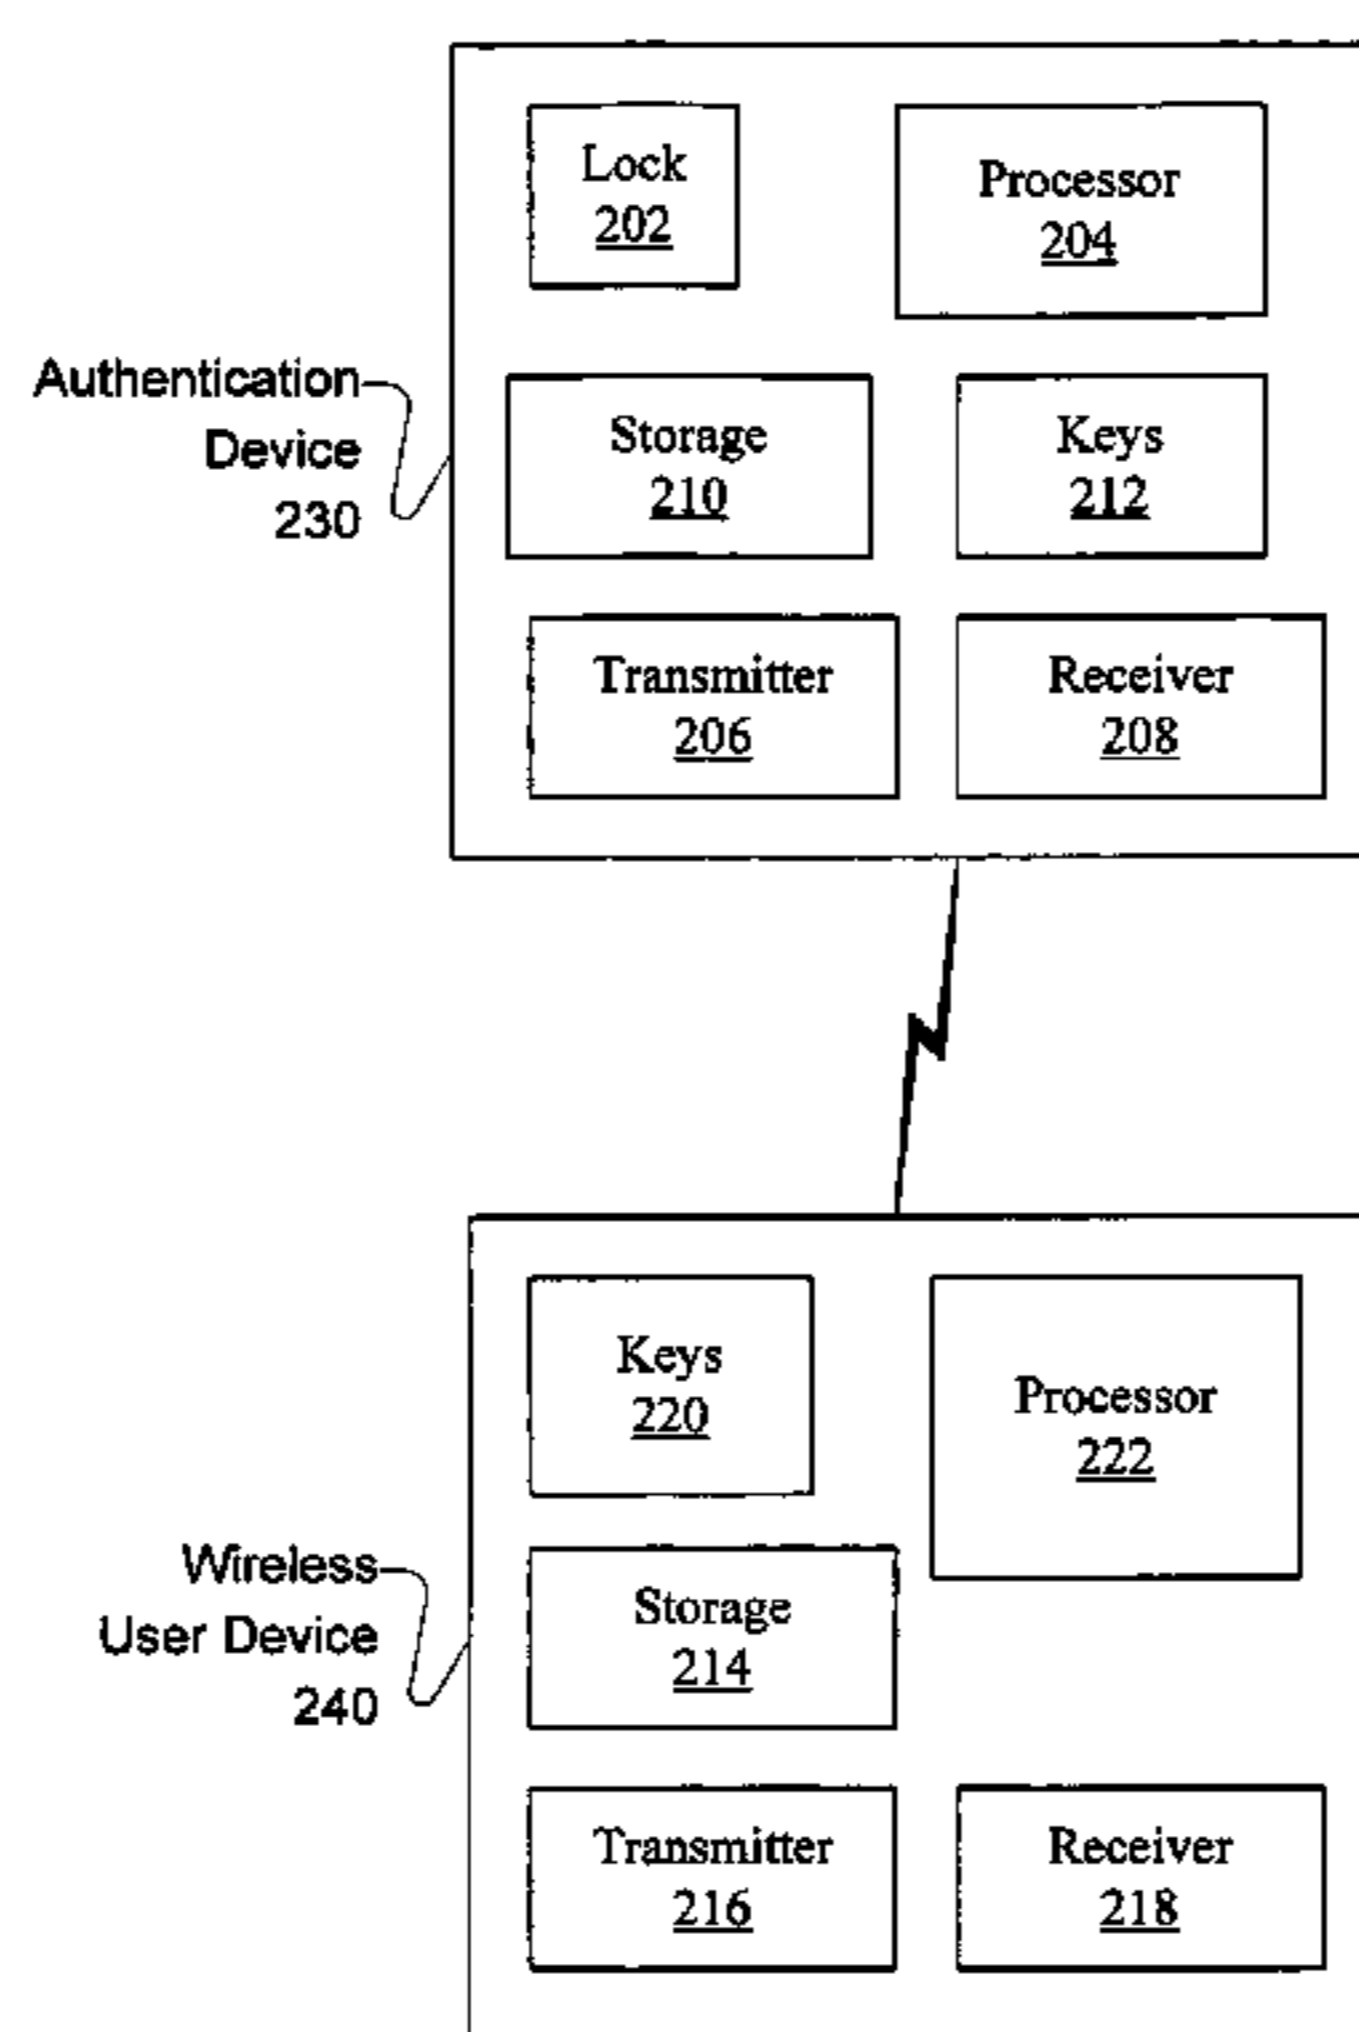 Lock
202
Processor
204
Authentication
Device
230
Storage
210
Keys
212
Transmitter
206
Receiver
208
Keys
220
Processor
222
Wireless
User Device
240
Storage
214
Transmitter
216
Receiver
218